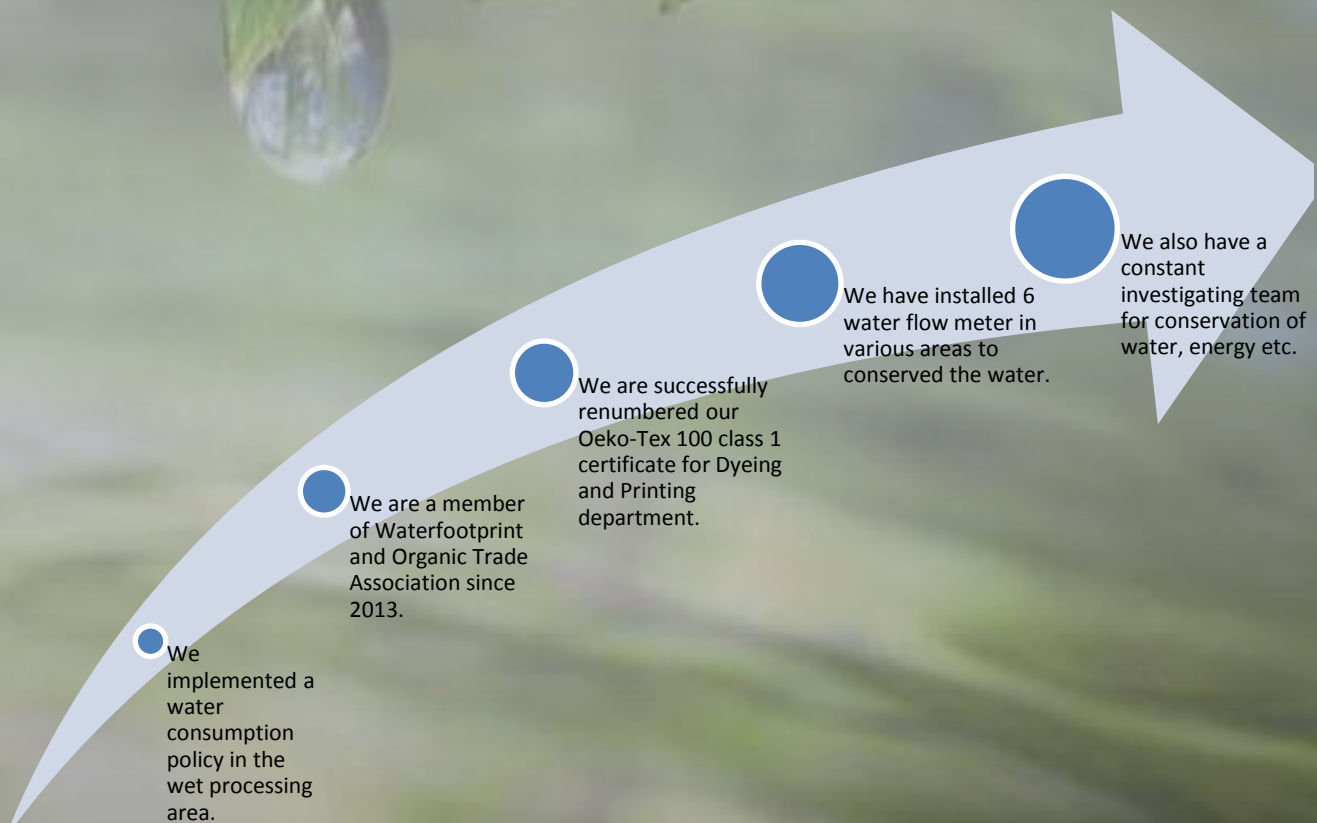 We
implemented a
water
consumption
policy in the
wet processing
area.
We are a member
of Waterfootprint
and Organic Trade
Association since
2013.
We are successfully
renumbered our
Oeko-Tex 100 class 1
certificate for Dyeing
and Printing
department.
We have installed 6
water flow meter in
various areas to
conserved the water.
We also have a
constant
investigating team
for conservation of
water, energy etc.